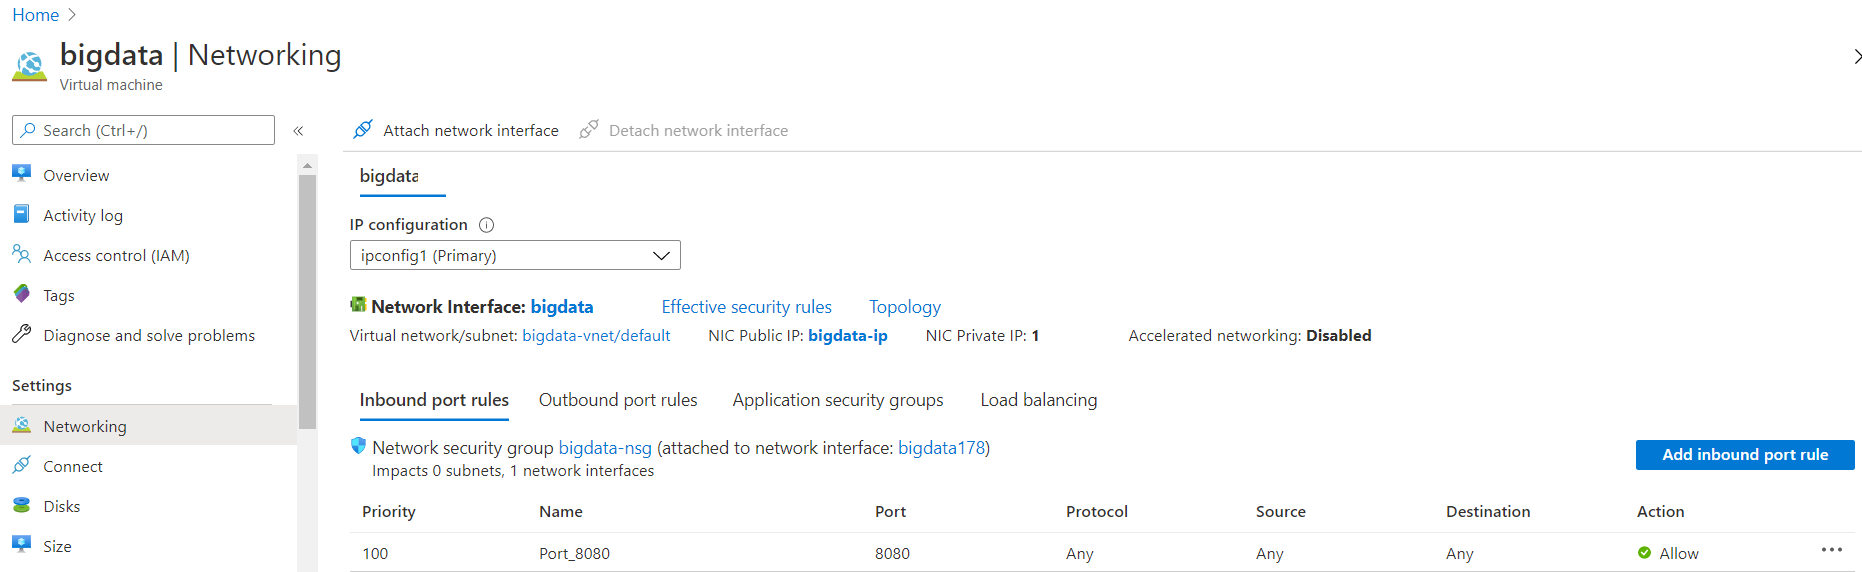 Home
bigdata | Networking
Virtual machine
Search (Ctrl+/)
Overview
Activity log
Access control (IAM)
Tags
Diagnose and solve problems
Settings
Networking
Connect
Disks
Size
Attach network interface Detach network interface
bigdata
IP configuration
ipconfig1 (Primary)
Network Interface: bigdata Effective security rules Topology
Virtual network/subnet: bigdata-vnet/default NIC Public IP: bigdata-ip NIC Private IP: 1 Accelerated networking: Disabled
Inbound port rules Outbound port rules Application security groups Load balancing
Network security group bigdata-nsg (attached to network interface: bigdata178)
Impacts 0 subnets, 1 network interfaces
Add inbound port rule
Priority Name Port Protocol Source Destination Action
100 Port_8080 8080 Any Any Any Allow